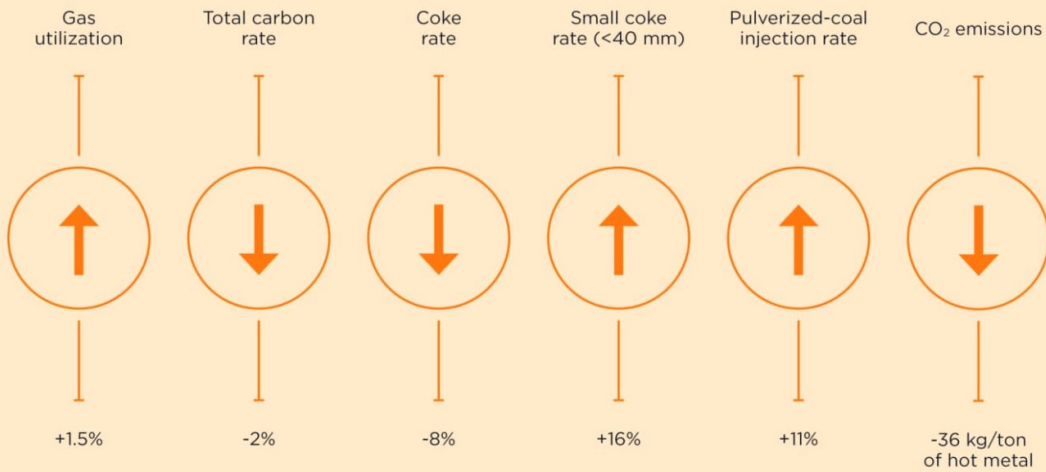 Gas
utilization
Total carbon
rate
Coke
rate
Small coke
rate (<40 mm)
Pulverized-coal
injection rate
CO₂ emissions
+1.5%
-2%
-8%
+16%
+11%
-36 kg/ton
of hot metal